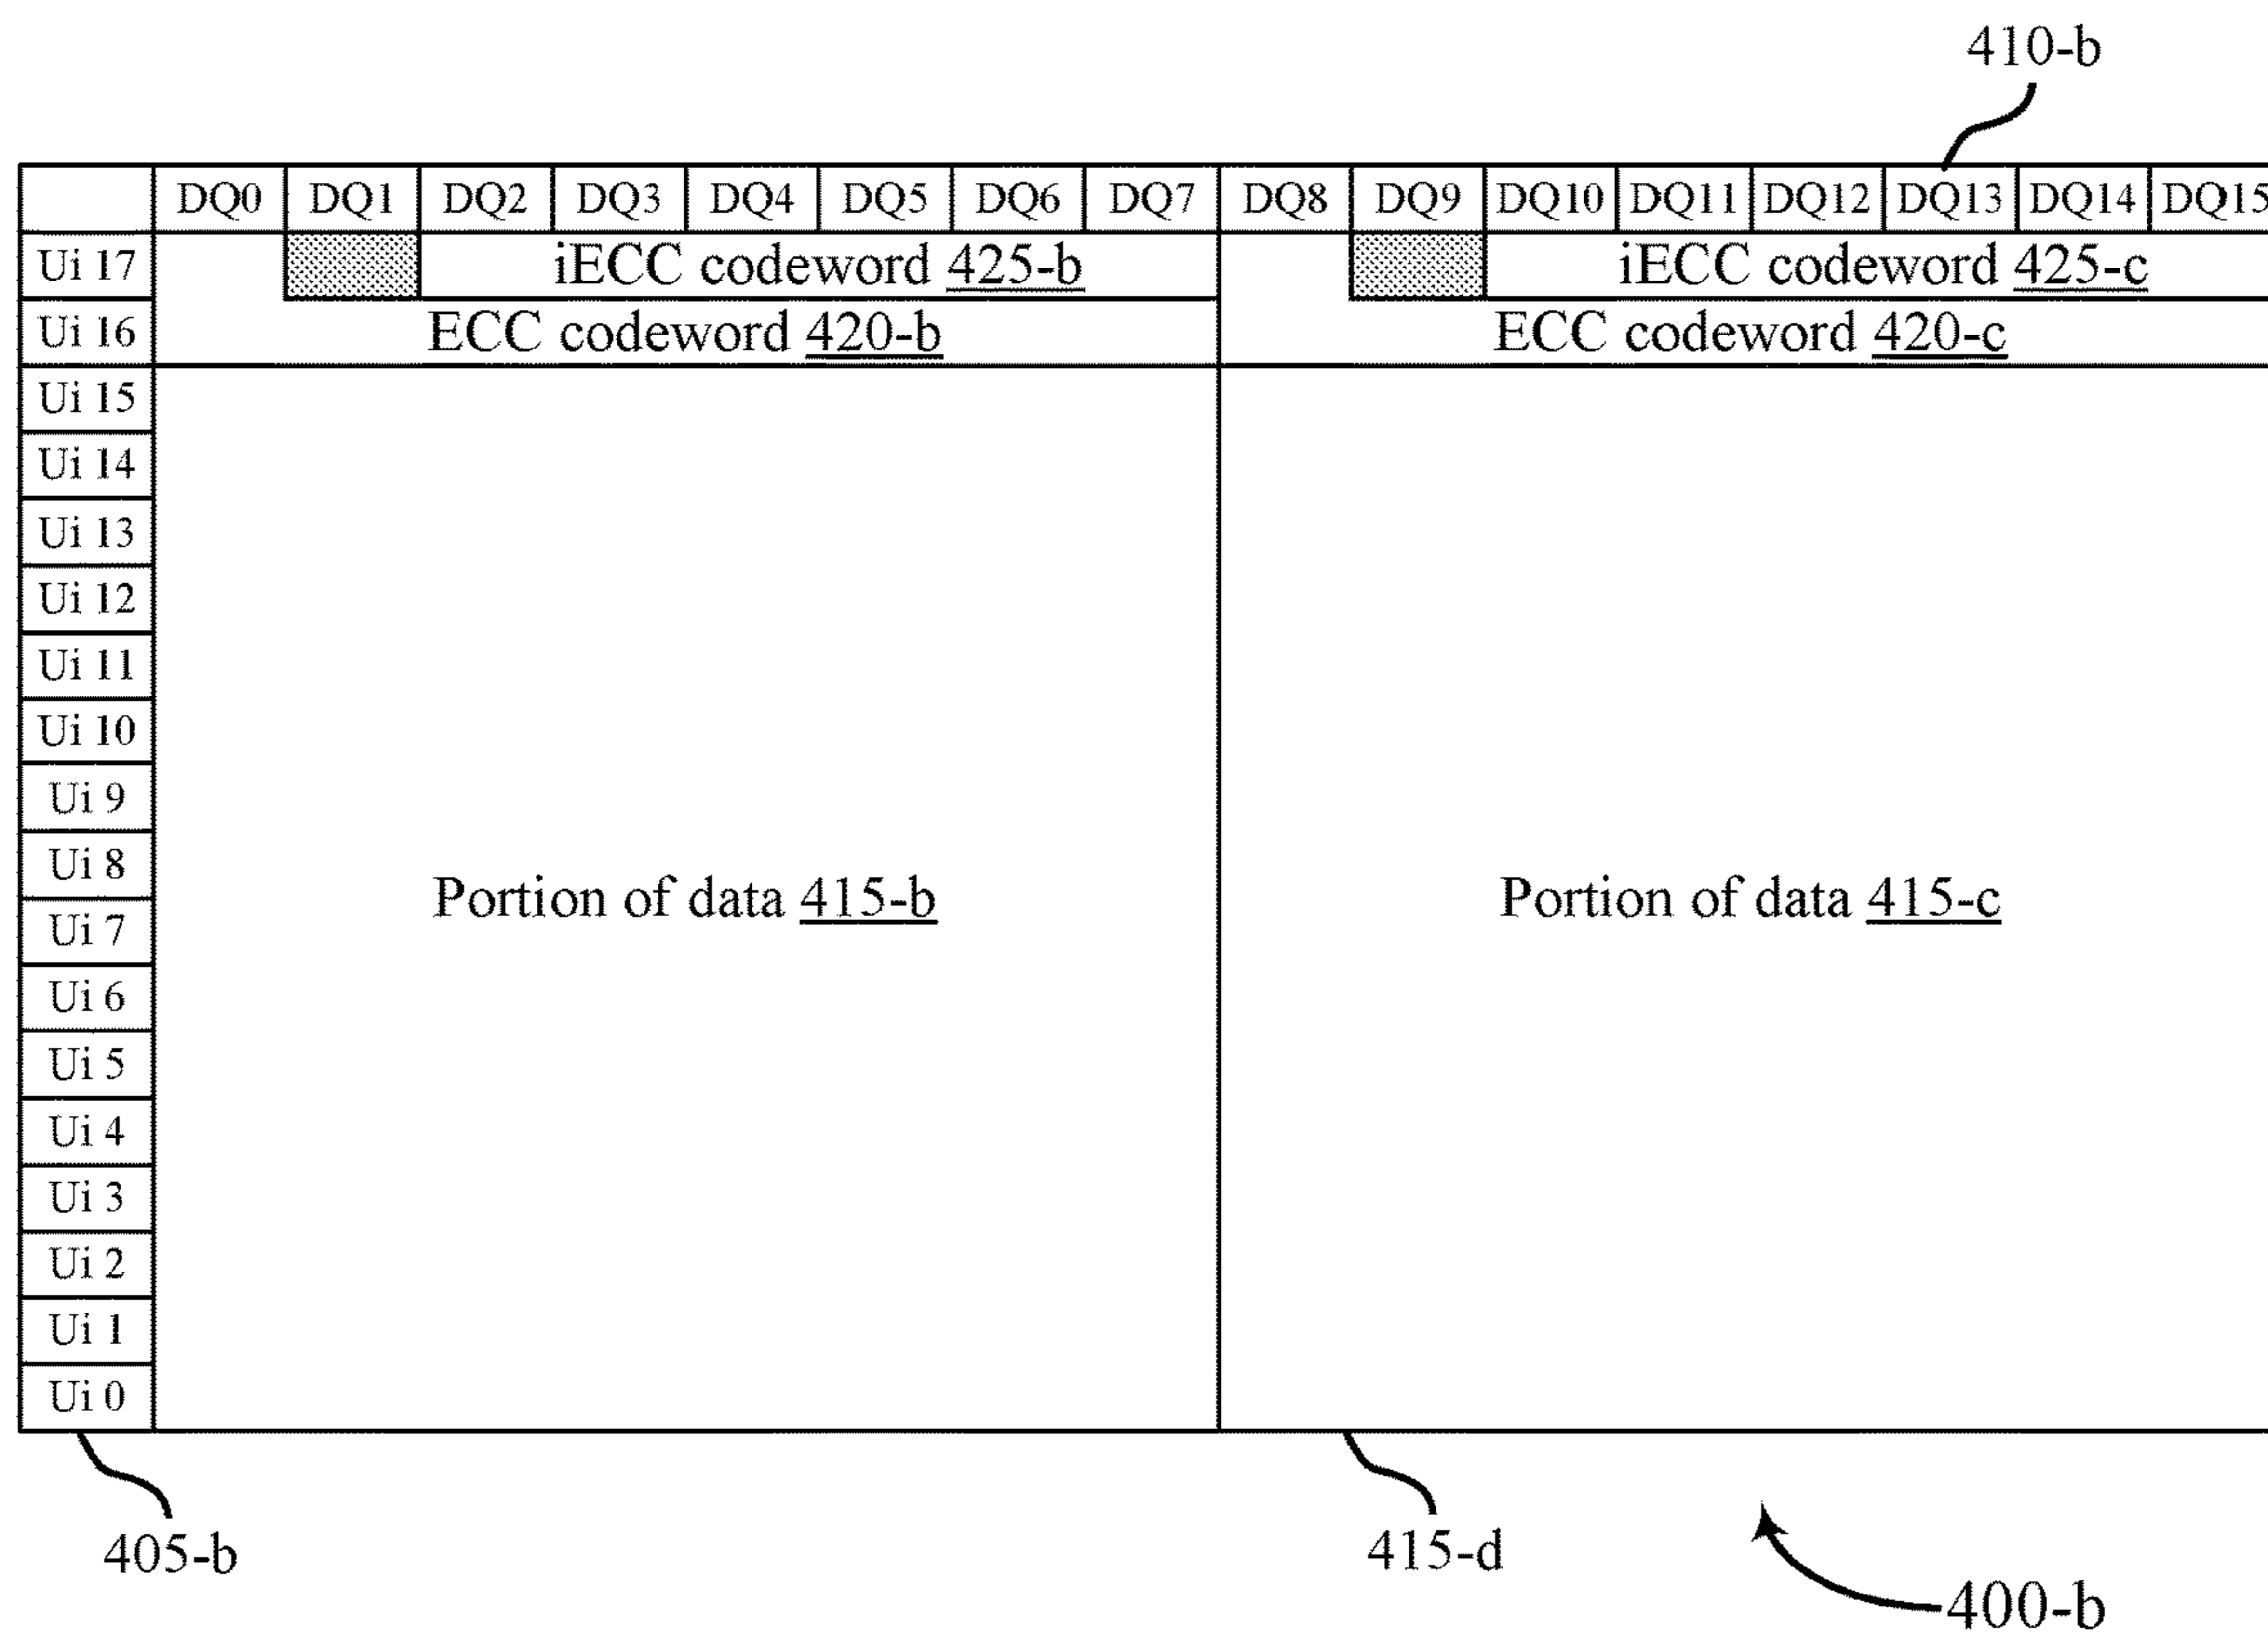 410-b
DQ0 DQ1 DQ2 DQ3 DQ4 DQ5 DQ6 DQ7 DQ8 DQ9 DQ10 DQ11 DQ12 DQ13 DQ14 DQ15
Ui 17 iECC codeword 425-b iECC codeword 425-c
Ui 16 ECC codeword 420-b ECC codeword 420-c
Ui 15
Ui 14
Ui 13
Ui 12
Ui 11
Ui 10
Ui 9
Ui 8
Portion of data 415-b Portion of data 415-c
Ui 7
Ui 6
Ui 5
Ui 4
Ui 3
Ui 2
Ui 1
Ui 0
405-b 415-d
400-b